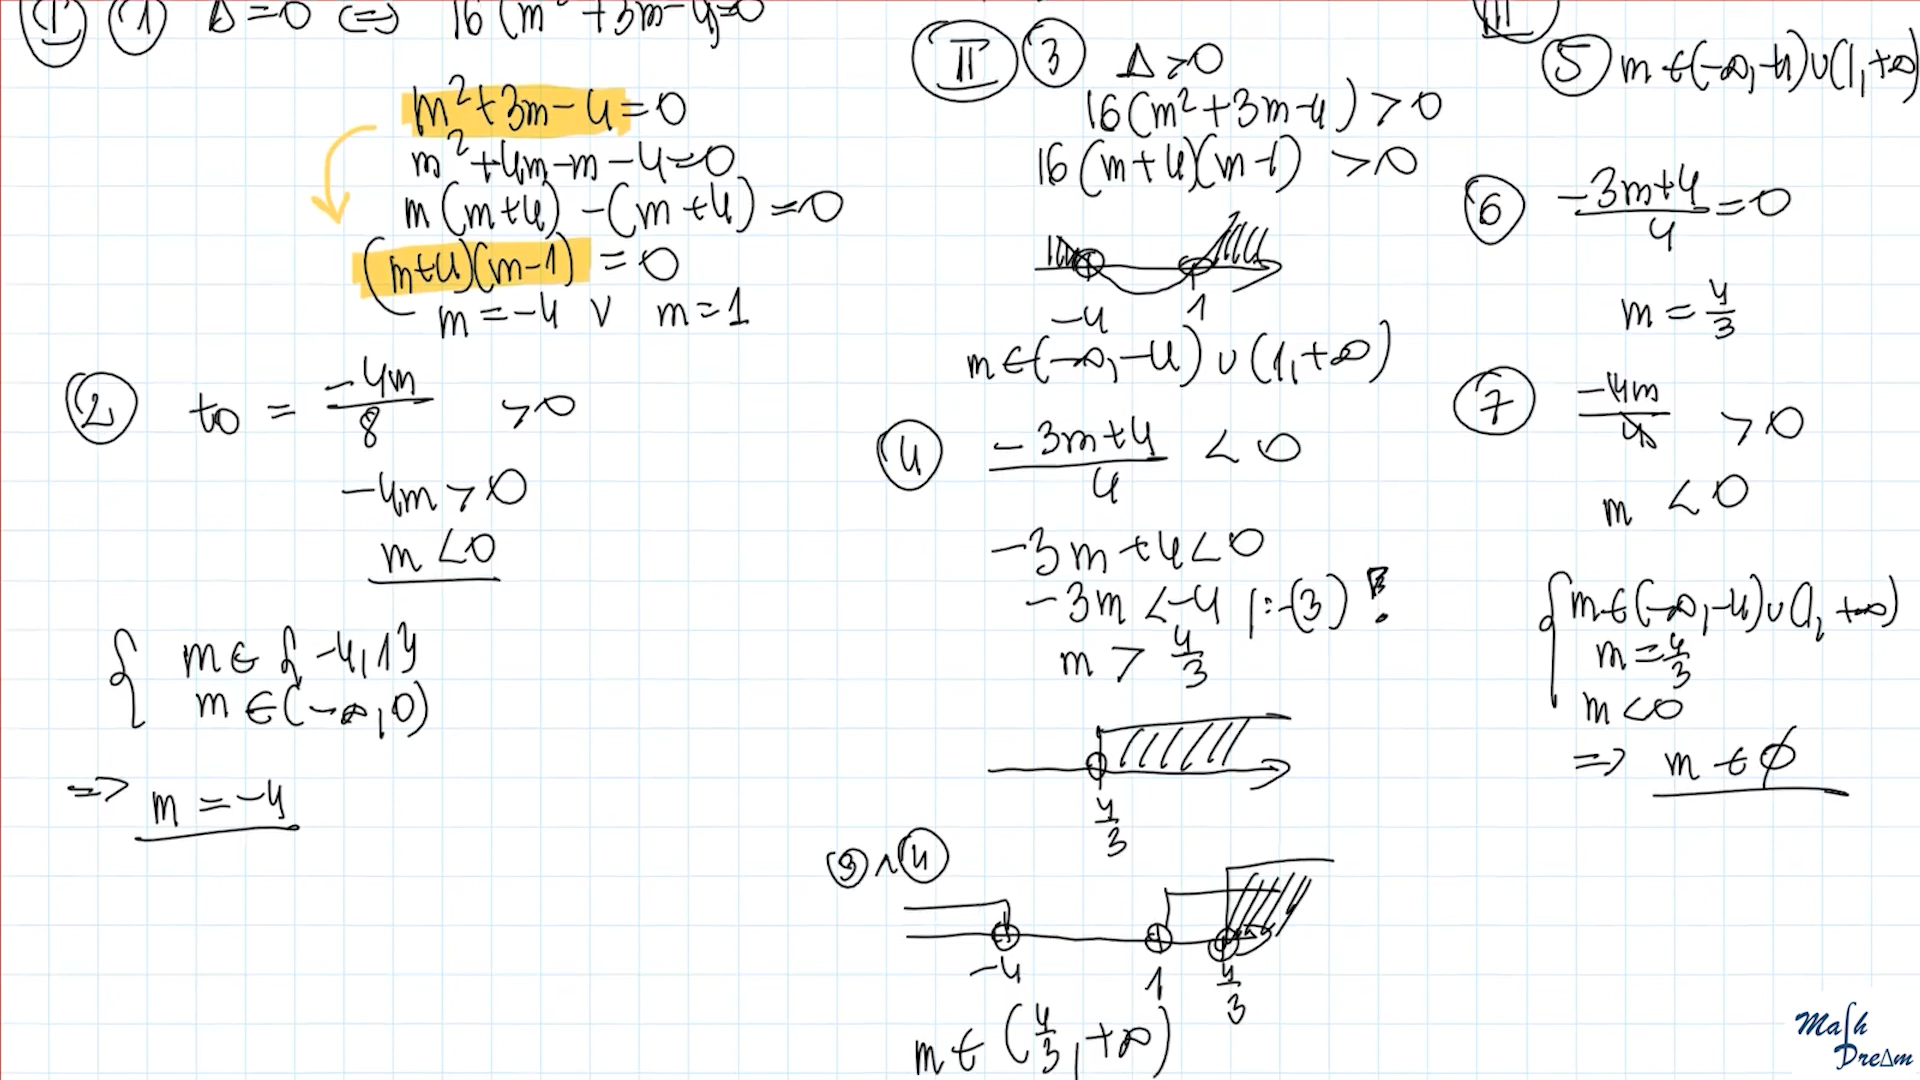 I 1 Δ=0 <=> 16(m²+3m-4)=0
m²+3m-4=0
m²+4m-m-4=0
m(m+4)-(m+4)=0
(m+4)(m-1)=0
m=-4 ∨ m=1
2 t₀ = -4m/8 >0
-4m>0
m<0
{ m∈{-4,1}
m∈(-∞,0)
=> m=-4
II 3 Δ>0
16(m²+3m-4)>0
16(m+4)(m-1)>0
-4 1
m∈(-∞,-4)∪(1,+∞)
4 -3m+4/4 <0
-3m+4<0
-3m<-4 |:(-3) !
m > 4/3
4/3
3 ∧ 4
-4 1 4/3
m∈(4/3,+∞)
III
5 m∈(-∞,-4)∪(1,+∞)
6 -3m+4/4 =0
m = 4/3
7 -4m/4 >0
m <0
{ m∈(-∞,-4)∪(1,+∞)
m=4/3
m<0
=> m∈∅
Math
DreΔm